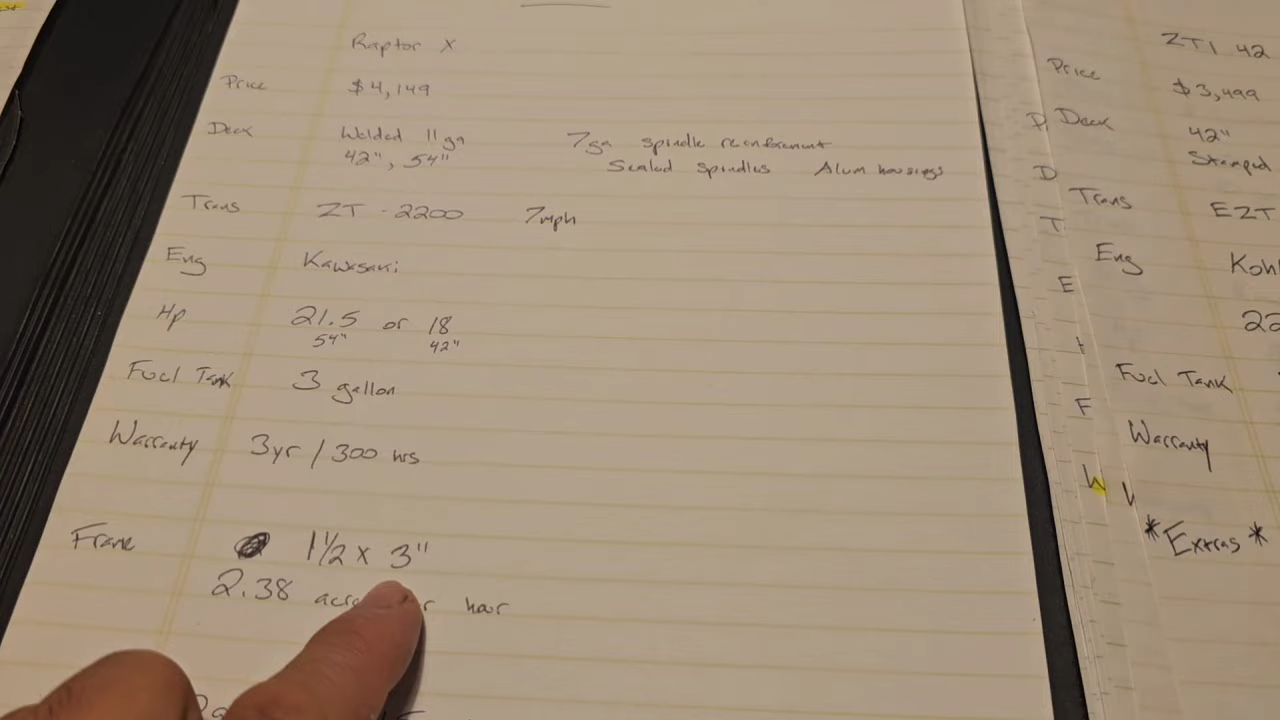 Raptor X
Price $4,149
Deck Welded 11ga 7ga spindle
42", 54" Sealed Spindles Alum housings
Trans ZT-2200 7mph
Eng Kawasaki
Hp 21.5 or 18
54" 42"
Fuel Tank 3 gallon
Warranty 3yr / 300 hrs
Frame 1 1/2 x 3"
2.38 hour
ZT1 42
Price $3,499
Deck 42"
Stamped
Trans EZT
Eng
22
Fuel Tank
Warranty
*Extras*
P
D
T
E
F
W